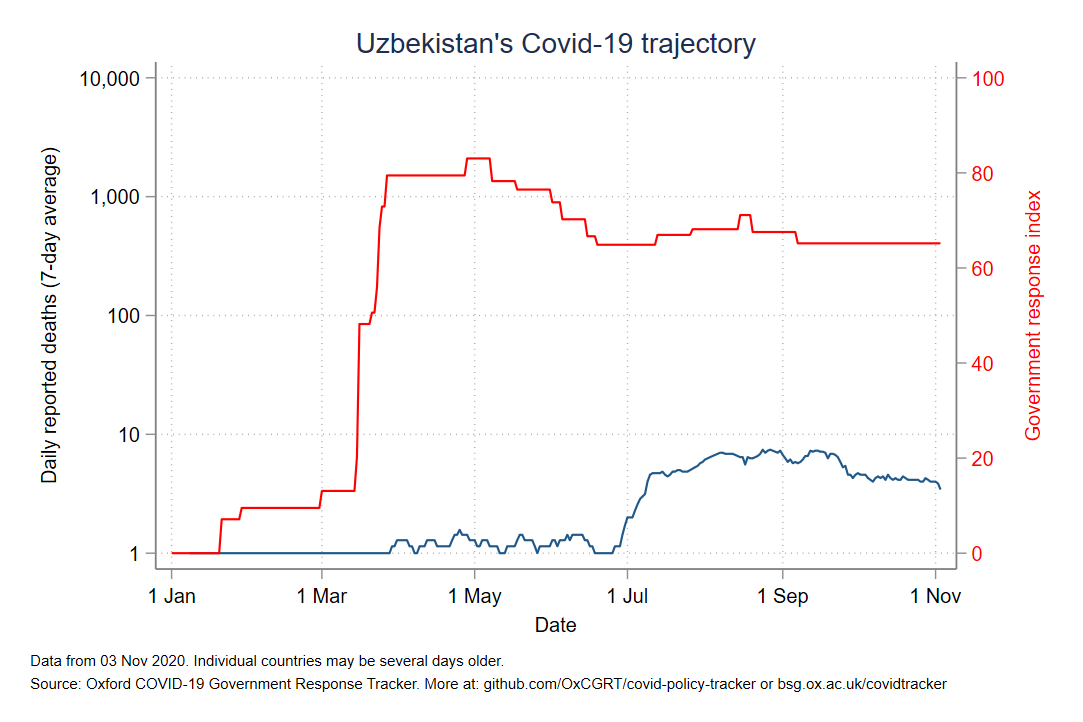 Uzbekistan's Covid-19 trajectory
10,000
1,000
100
10
1
Daily reported deaths (7-day average)
100
80
60
40
20
0
Government response index
1 Jan 1 Mar 1 May 1 Jul 1 Sep 1 Nov
Date
Data from 03 Nov 2020. Individual countries may be several days older.
Source: Oxford COVID-19 Government Response Tracker. More at: github.com/OxCGRT/covid-policy-tracker or bsg.ox.ac.uk/covidtracker